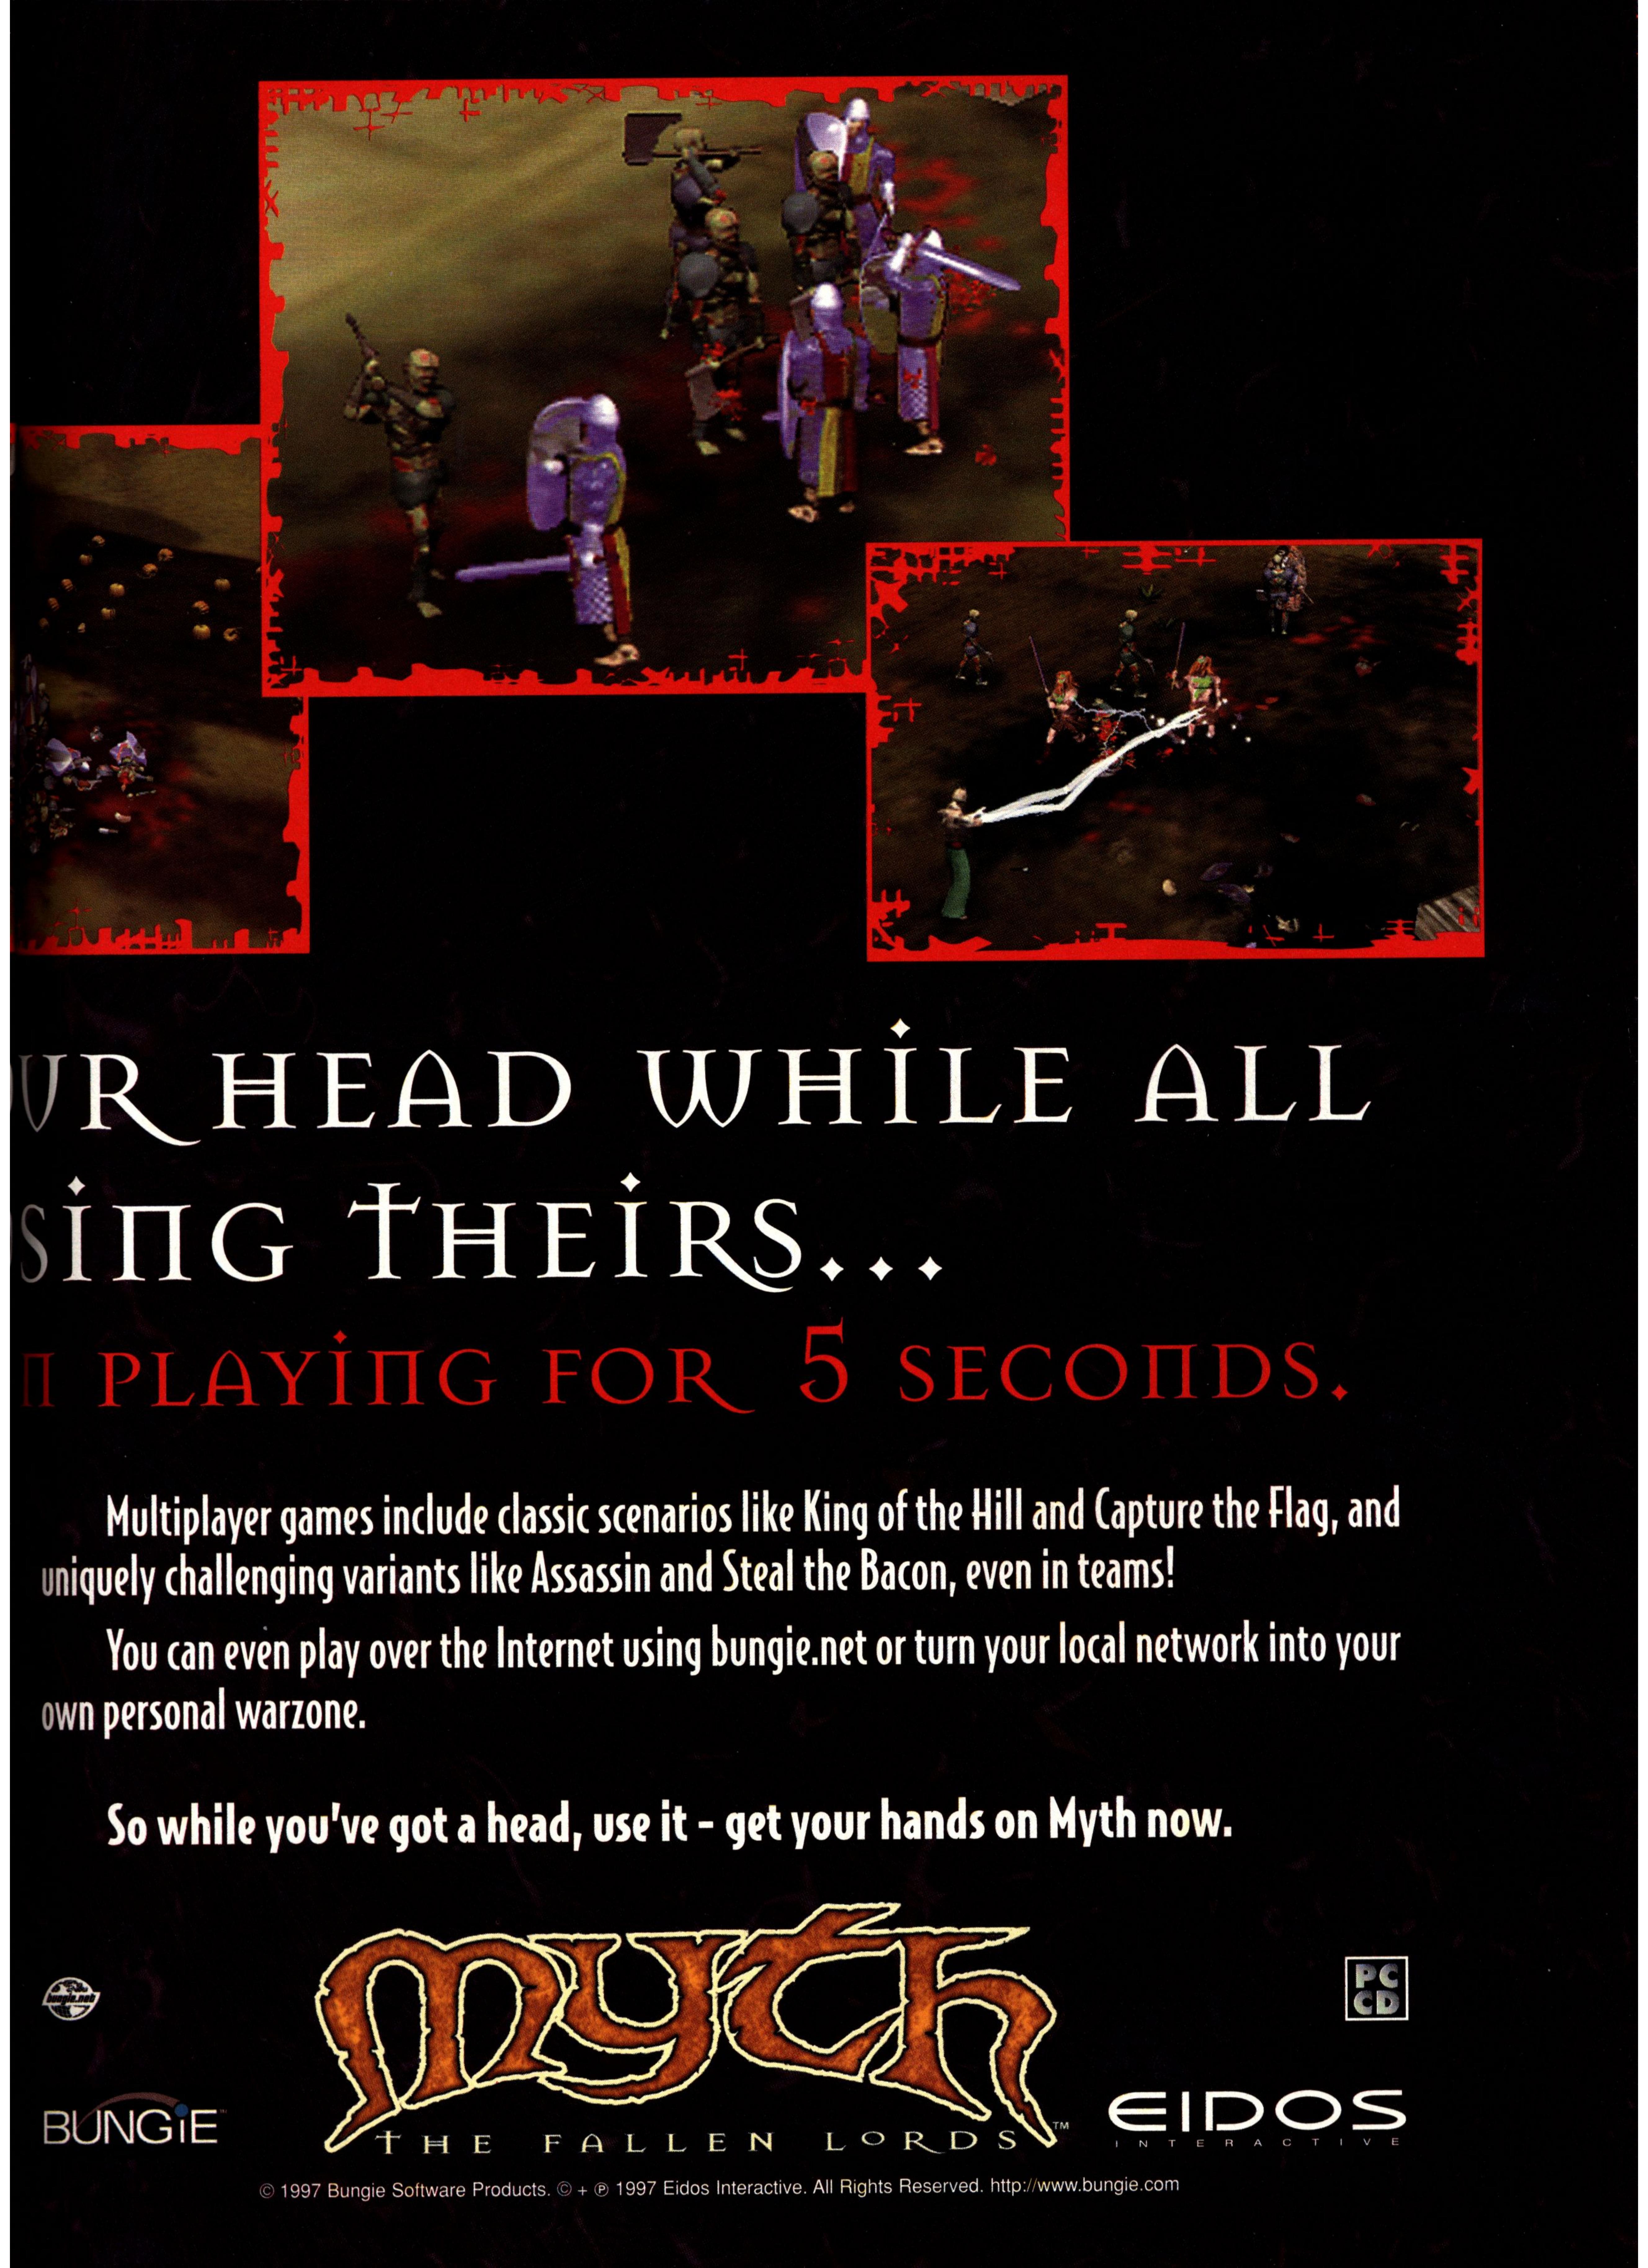 UR HEAD WHILE ALL
SING THEIRS...
N PLAYING FOR 5 SECONDS.
Multiplayer games include classic scenarios like King of the Hill and Capture the Flag, and
uniquely challenging variants like Assassin and Steal the Bacon, even in teams!
You can even play over the Internet using bungie.net or turn your local network into your
own personal warzone.
So while you've got a head, use it - get your hands on Myth now.
bungie.net
PC
CD
Myth
THE FALLEN LORDS™
BUNGiE™
EIDOS
INTERACTIVE
© 1997 Bungie Software Products. © + ℗ 1997 Eidos Interactive. All Rights Reserved. http://www.bungie.com